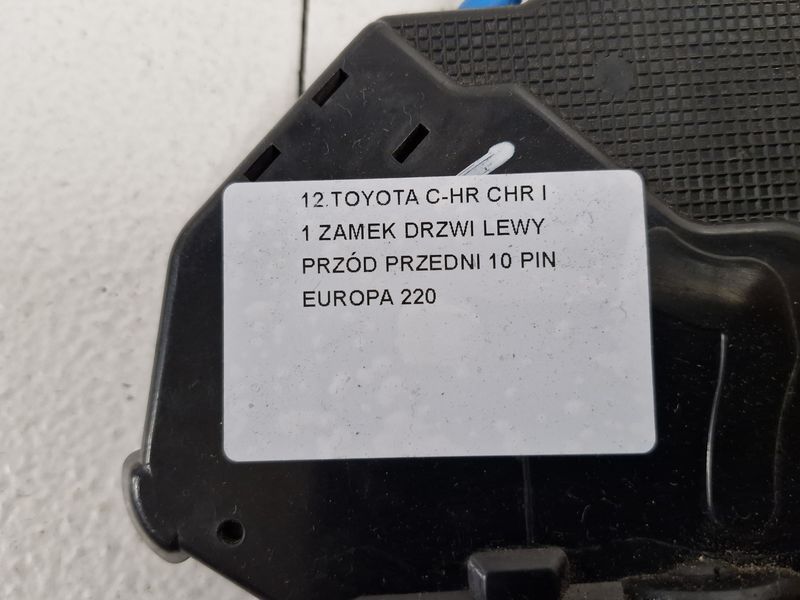 12.TOYOTA C-HR CHR I
1 ZAMEK DRZWI LEWY
PRZÓD PRZEDNI 10 PIN
EUROPA 220